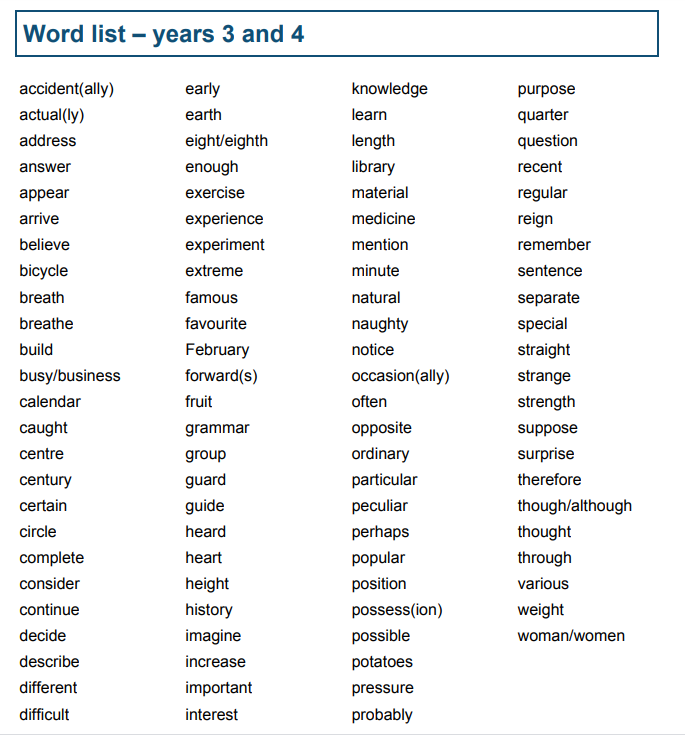 Word list – years 3 and 4
accident(ally)
actual(ly)
address
answer
appear
arrive
believe
bicycle
breath
breathe
build
busy/business
calendar
caught
centre
century
certain
circle
complete
consider
continue
decide
describe
different
difficult
early
earth
eight/eighth
enough
exercise
experience
experiment
extreme
famous
favourite
February
forward(s)
fruit
grammar
group
guard
guide
heard
heart
height
history
imagine
increase
important
interest
knowledge
learn
length
library
material
medicine
mention
minute
natural
naughty
notice
occasion(ally)
often
opposite
ordinary
particular
peculiar
perhaps
popular
position
possess(ion)
possible
potatoes
pressure
probably
purpose
quarter
question
recent
regular
reign
remember
sentence
separate
special
straight
strange
strength
suppose
surprise
therefore
though/although
thought
through
various
weight
woman/women